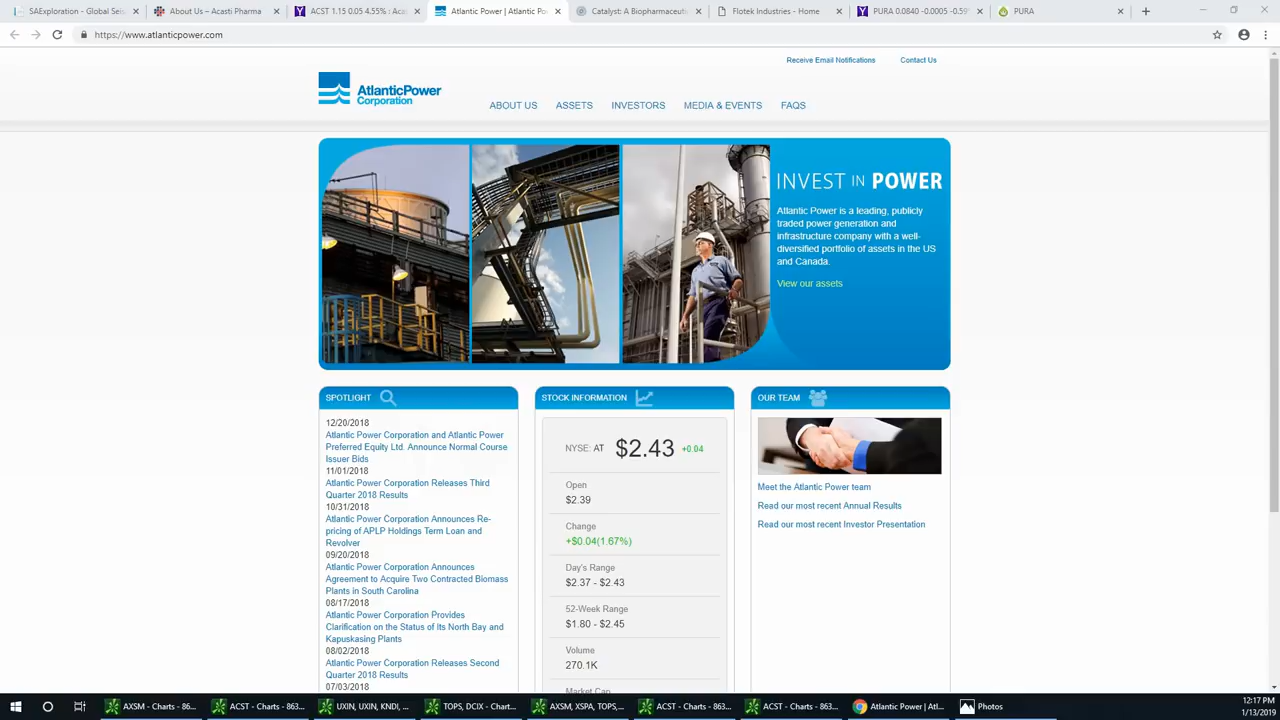 SAExploration - Global Seis
About Us – Acasti Pharma
ACST 1.15 0.05 4.55% : Aca
Atlantic Power | Atlantic Po
Catalyst: A Biopharmaceutic
Flotek Industries - Home
PURA 0.0840 -0.0005 -0.59%
PURA
https://www.atlanticpower.com
Receive Email Notifications
Contact Us
AtlanticPower
Corporation
ABOUT US
ASSETS
INVESTORS
MEDIA & EVENTS
FAQS
INVEST IN POWER
Atlantic Power is a leading, publicly
traded power generation and
infrastructure company with a well-
diversified portfolio of assets in the US
and Canada.
View our assets
SPOTLIGHT
12/20/2018
Atlantic Power Corporation and Atlantic Power
Preferred Equity Ltd. Announce Normal Course
Issuer Bids
11/01/2018
Atlantic Power Corporation Releases Third
Quarter 2018 Results
10/31/2018
Atlantic Power Corporation Announces Re-
pricing of APLP Holdings Term Loan and
Revolver
09/20/2018
Atlantic Power Corporation Announces
Agreement to Acquire Two Contracted Biomass
Plants in South Carolina
08/17/2018
Atlantic Power Corporation Provides
Clarification on the Status of Its North Bay and
Kapuskasing Plants
08/02/2018
Atlantic Power Corporation Releases Second
Quarter 2018 Results
07/03/2018
STOCK INFORMATION
NYSE: AT $2.43 +0.04
Open
$2.39
Change
+$0.04(1.67%)
Day's Range
$2.37 - $2.43
52-Week Range
$1.80 - $2.45
Volume
270.1K
Market Cap
OUR TEAM
Meet the Atlantic Power team
Read our most recent Annual Results
Read our most recent Investor Presentation
AXSM - Charts - 86...
ACST - Charts - 863...
UXIN, UXIN, KNDI, ...
TOPS, DCIX - Chart...
AXSM, XSPA, TOPS,...
ACST - Charts - 863...
ACST - Charts - 863...
Atlantic Power | Atl...
Photos
12:17 PM
1/13/2019